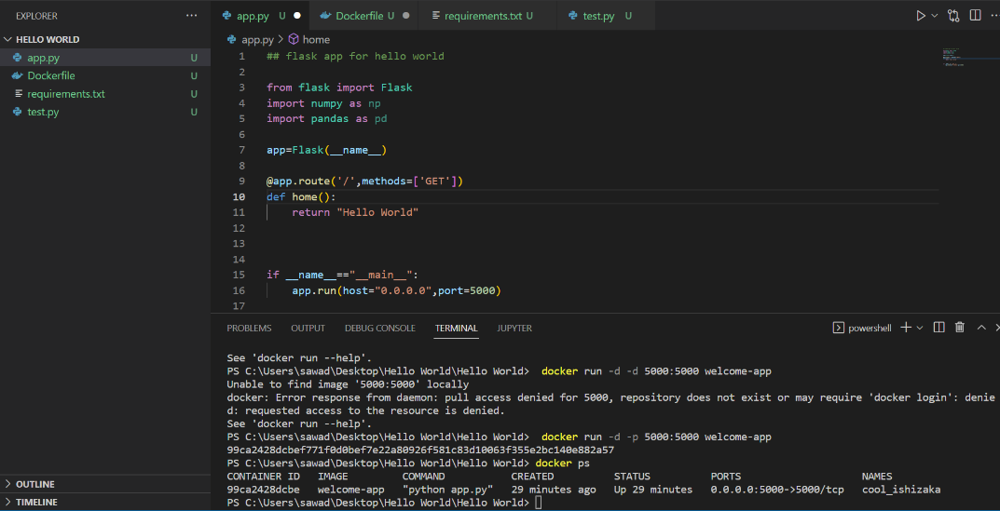 EXPLORER ...
HELLO WORLD
app.py U
Dockerfile U
requirements.txt U
test.py U
OUTLINE
TIMELINE
app.py U Dockerfile U requirements.txt U test.py U
app.py > home
1 ## flask app for hello world
2
3 from flask import Flask
4 import numpy as np
5 import pandas as pd
6
7 app=Flask(__name__)
8
9 @app.route('/',methods=['GET'])
10 def home():
11 return "Hello World"
12
13
14
15 if __name__=="__main__":
16 app.run(host="0.0.0.0",port=5000)
17
PROBLEMS OUTPUT DEBUG CONSOLE TERMINAL JUPYTER powershell
See 'docker run --help'.
PS C:\Users\sawad\Desktop\Hello World\Hello World> docker run -d -d 5000:5000 welcome-app
Unable to find image '5000:5000' locally
docker: Error response from daemon: pull access denied for 5000, repository does not exist or may require 'docker login': denie
d: requested access to the resource is denied.
See 'docker run --help'.
PS C:\Users\sawad\Desktop\Hello World\Hello World> docker run -d -p 5000:5000 welcome-app
99ca2428dcbef771f0d0bef7e22a80926f581c83d10063f355e2bc140e882a57
PS C:\Users\sawad\Desktop\Hello World\Hello World> docker ps
CONTAINER ID IMAGE COMMAND CREATED STATUS PORTS NAMES
99ca2428dcbe welcome-app "python app.py" 29 minutes ago Up 29 minutes 0.0.0.0:5000->5000/tcp cool_ishizaka
PS C:\Users\sawad\Desktop\Hello World\Hello World>